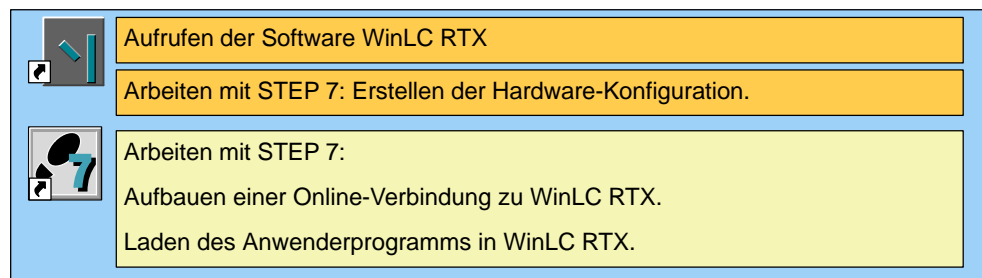 Aufrufen der Software WinLC RTX
Arbeiten mit STEP 7: Erstellen der Hardware-Konfiguration.
7
Arbeiten mit STEP 7:
Aufbauen einer Online-Verbindung zu WinLC RTX.
Laden des Anwenderprogramms in WinLC RTX.